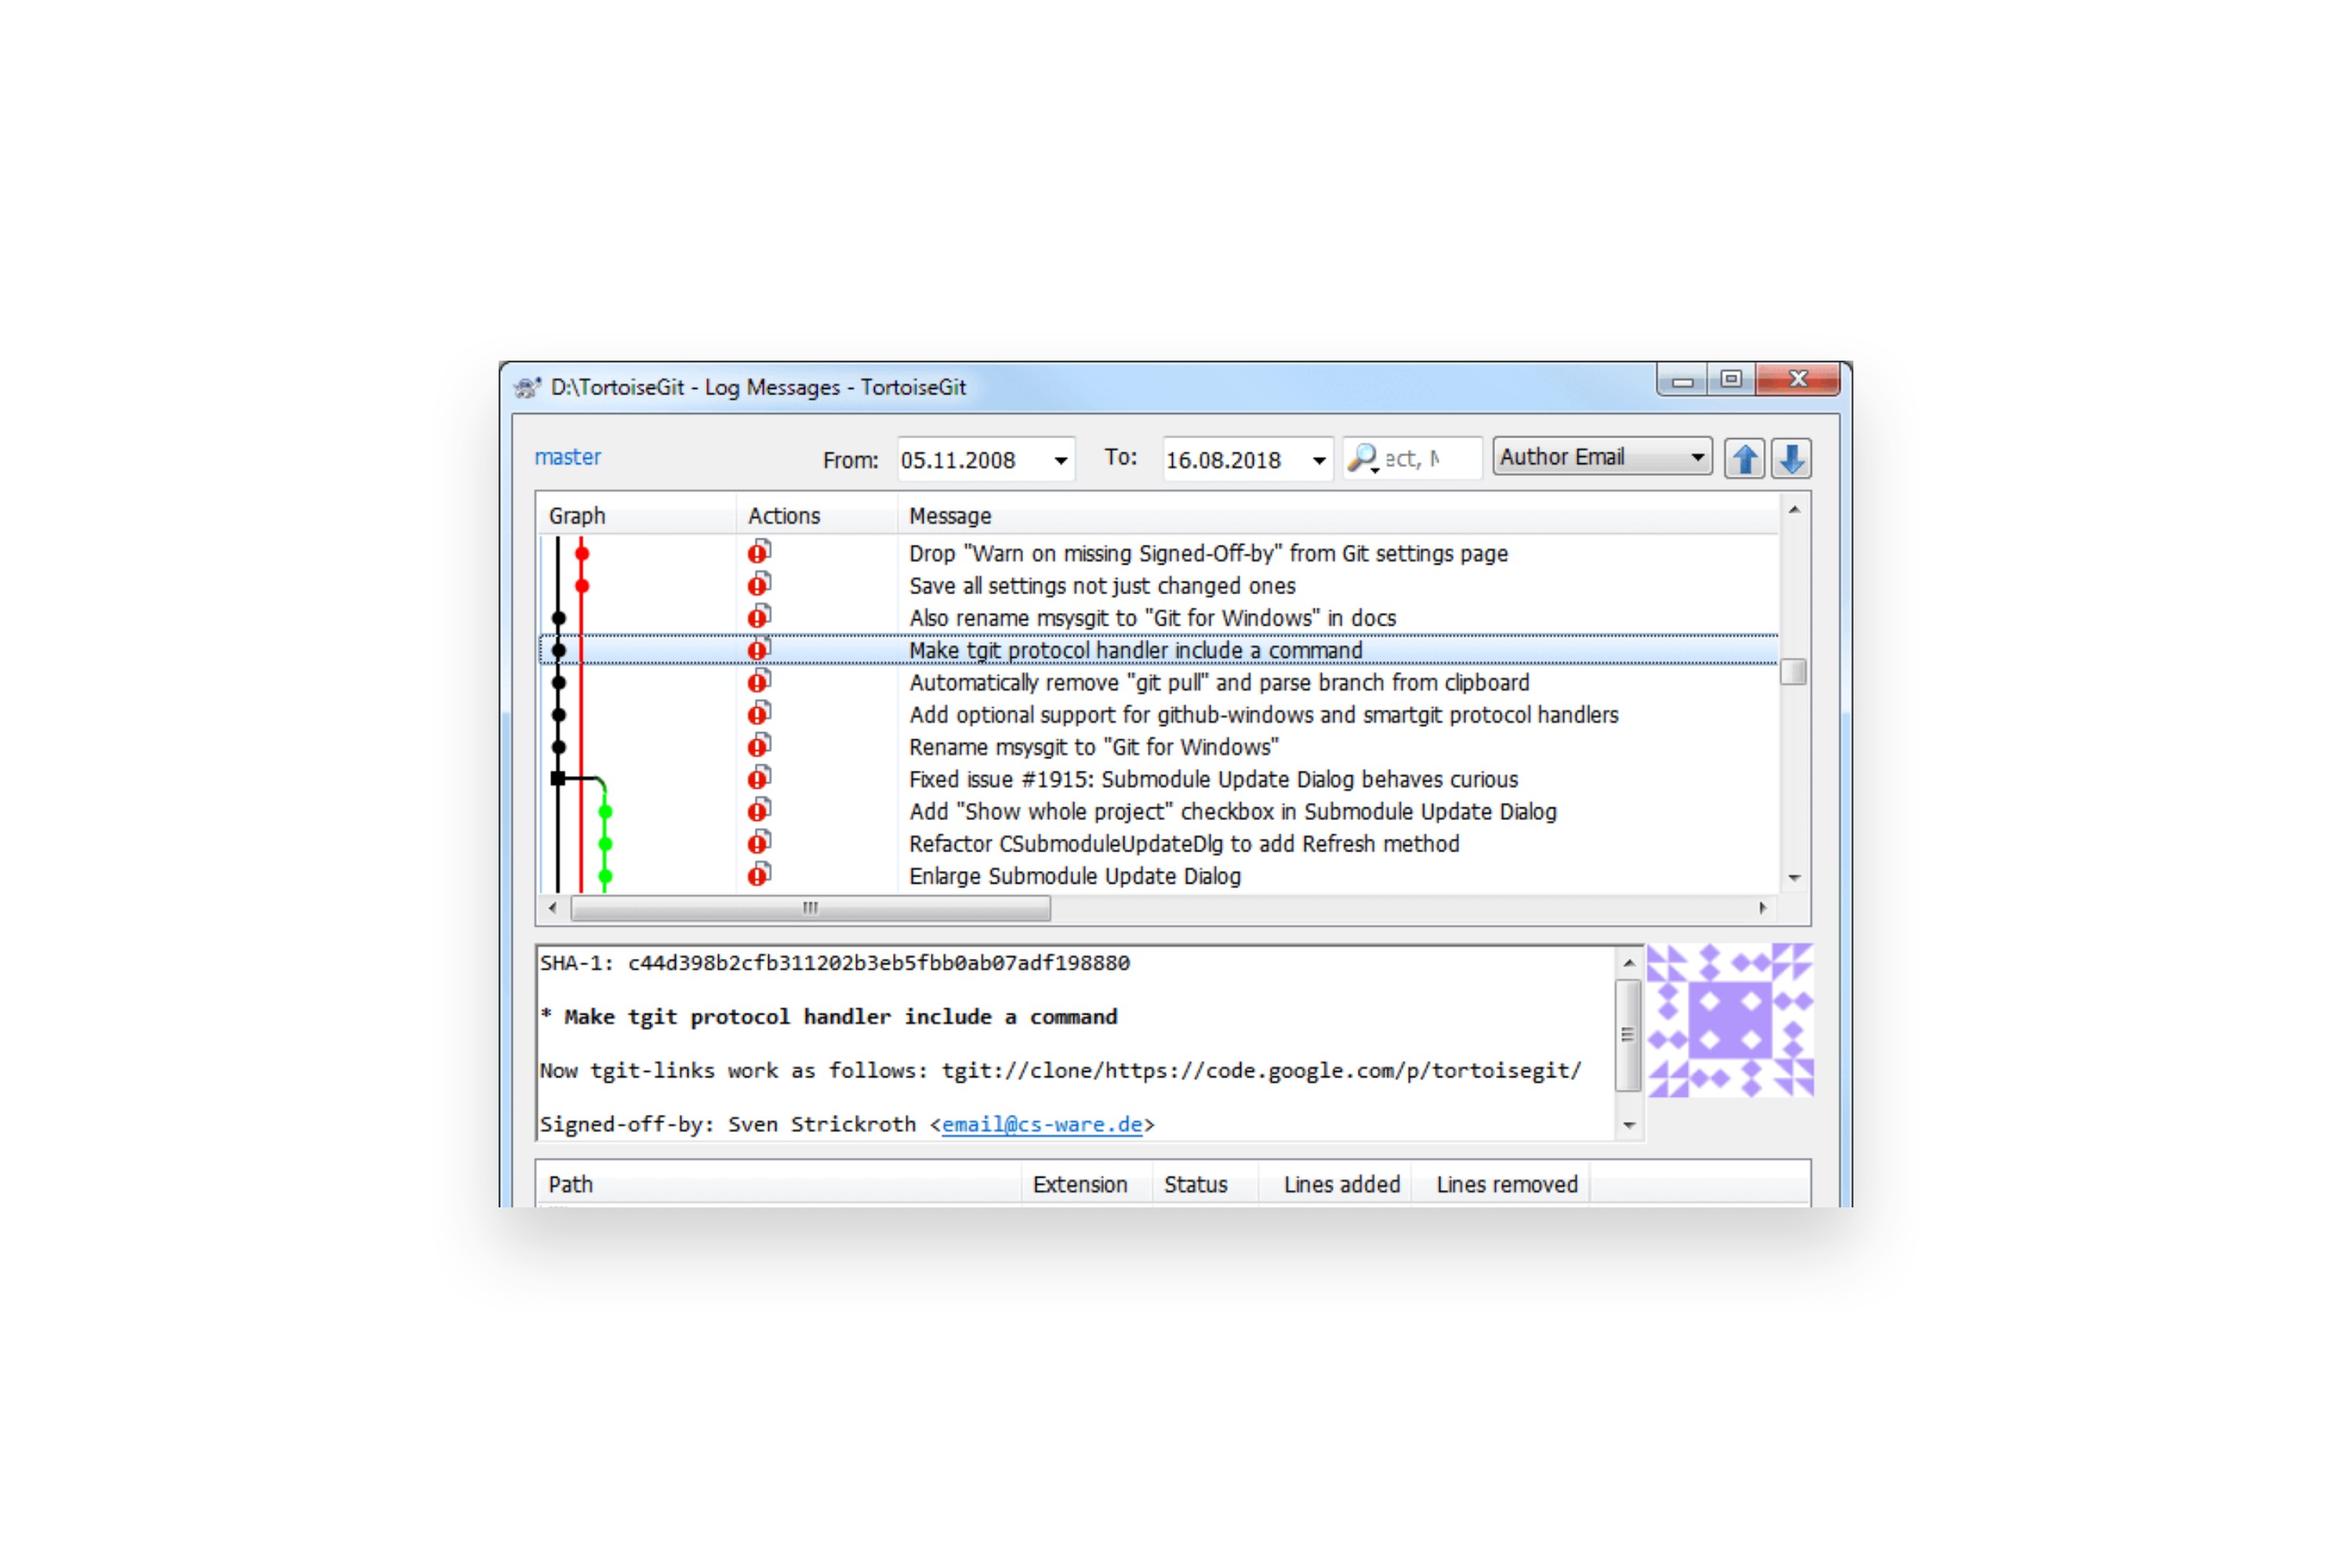 D:\TortoiseGit - Log Messages - TortoiseGit
master From: 05.11.2008 To: 16.08.2018 ect, Author Email
Graph Actions Message
Drop "Warn on missing Signed-Off-by" from Git settings page
Save all settings not just changed ones
Also rename msysgit to "Git for Windows" in docs
Make tgit protocol handler include a command
Automatically remove "git pull" and parse branch from clipboard
Add optional support for github-windows and smartgit protocol handlers
Rename msysgit to "Git for Windows"
Fixed issue #1915: Submodule Update Dialog behaves curious
Add "Show whole project" checkbox in Submodule Update Dialog
Refactor CSubmoduleUpdateDlg to add Refresh method
Enlarge Submodule Update Dialog
SHA-1: c44d398b2cfb311202b3eb5fbb0ab07adf198880
* Make tgit protocol handler include a command
Now tgit-links work as follows: tgit://clone/https://code.google.com/p/tortoisegit/
Signed-off-by: Sven Strickroth <email@cs-ware.de>
Path Extension Status Lines added Lines removed